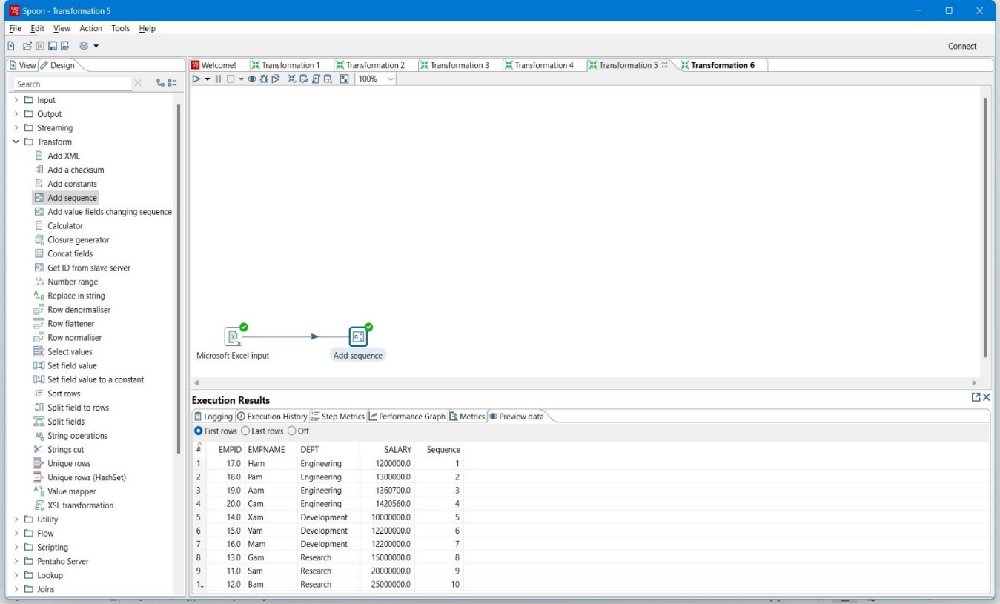 Spoon - Transformation 5
File Edit View Action Tools Help
Connect
View Design
Welcome! Transformation 1 Transformation 2 Transformation 3 Transformation 4 Transformation 5 Transformation 6
Search
100%
Input
Output
Streaming
Transform
Add XML
Add a checksum
Add constants
Add sequence
Add value fields changing sequence
Calculator
Closure generator
Concat fields
Get ID from slave server
Number range
Replace in string
Row denormaliser
Row flattener
Row normaliser
Select values
Set field value
Set field value to a constant
Sort rows
Split field to rows
Split fields
String operations
Strings cut
Unique rows
Unique rows (HashSet)
Value mapper
XSL transformation
Utility
Flow
Scripting
Pentaho Server
Lookup
Joins
Microsoft Excel input Add sequence
Execution Results
Logging Execution History Step Metrics Performance Graph Metrics Preview data
First rows Last rows Off
# EMPID EMPNAME DEPT SALARY Sequence
1 17.0 Ham Engineering 1200000.0 1
2 18.0 Pam Engineering 1300000.0 2
3 19.0 Aam Engineering 1360700.0 3
4 20.0 Cam Engineering 1420560.0 4
5 14.0 Xam Development 10000000.0 5
6 15.0 Vam Development 12200000.0 6
7 16.0 Mam Development 12200000.0 7
8 13.0 Gam Research 15000000.0 8
9 11.0 Sam Research 20000000.0 9
1.. 12.0 Bam Research 25000000.0 10